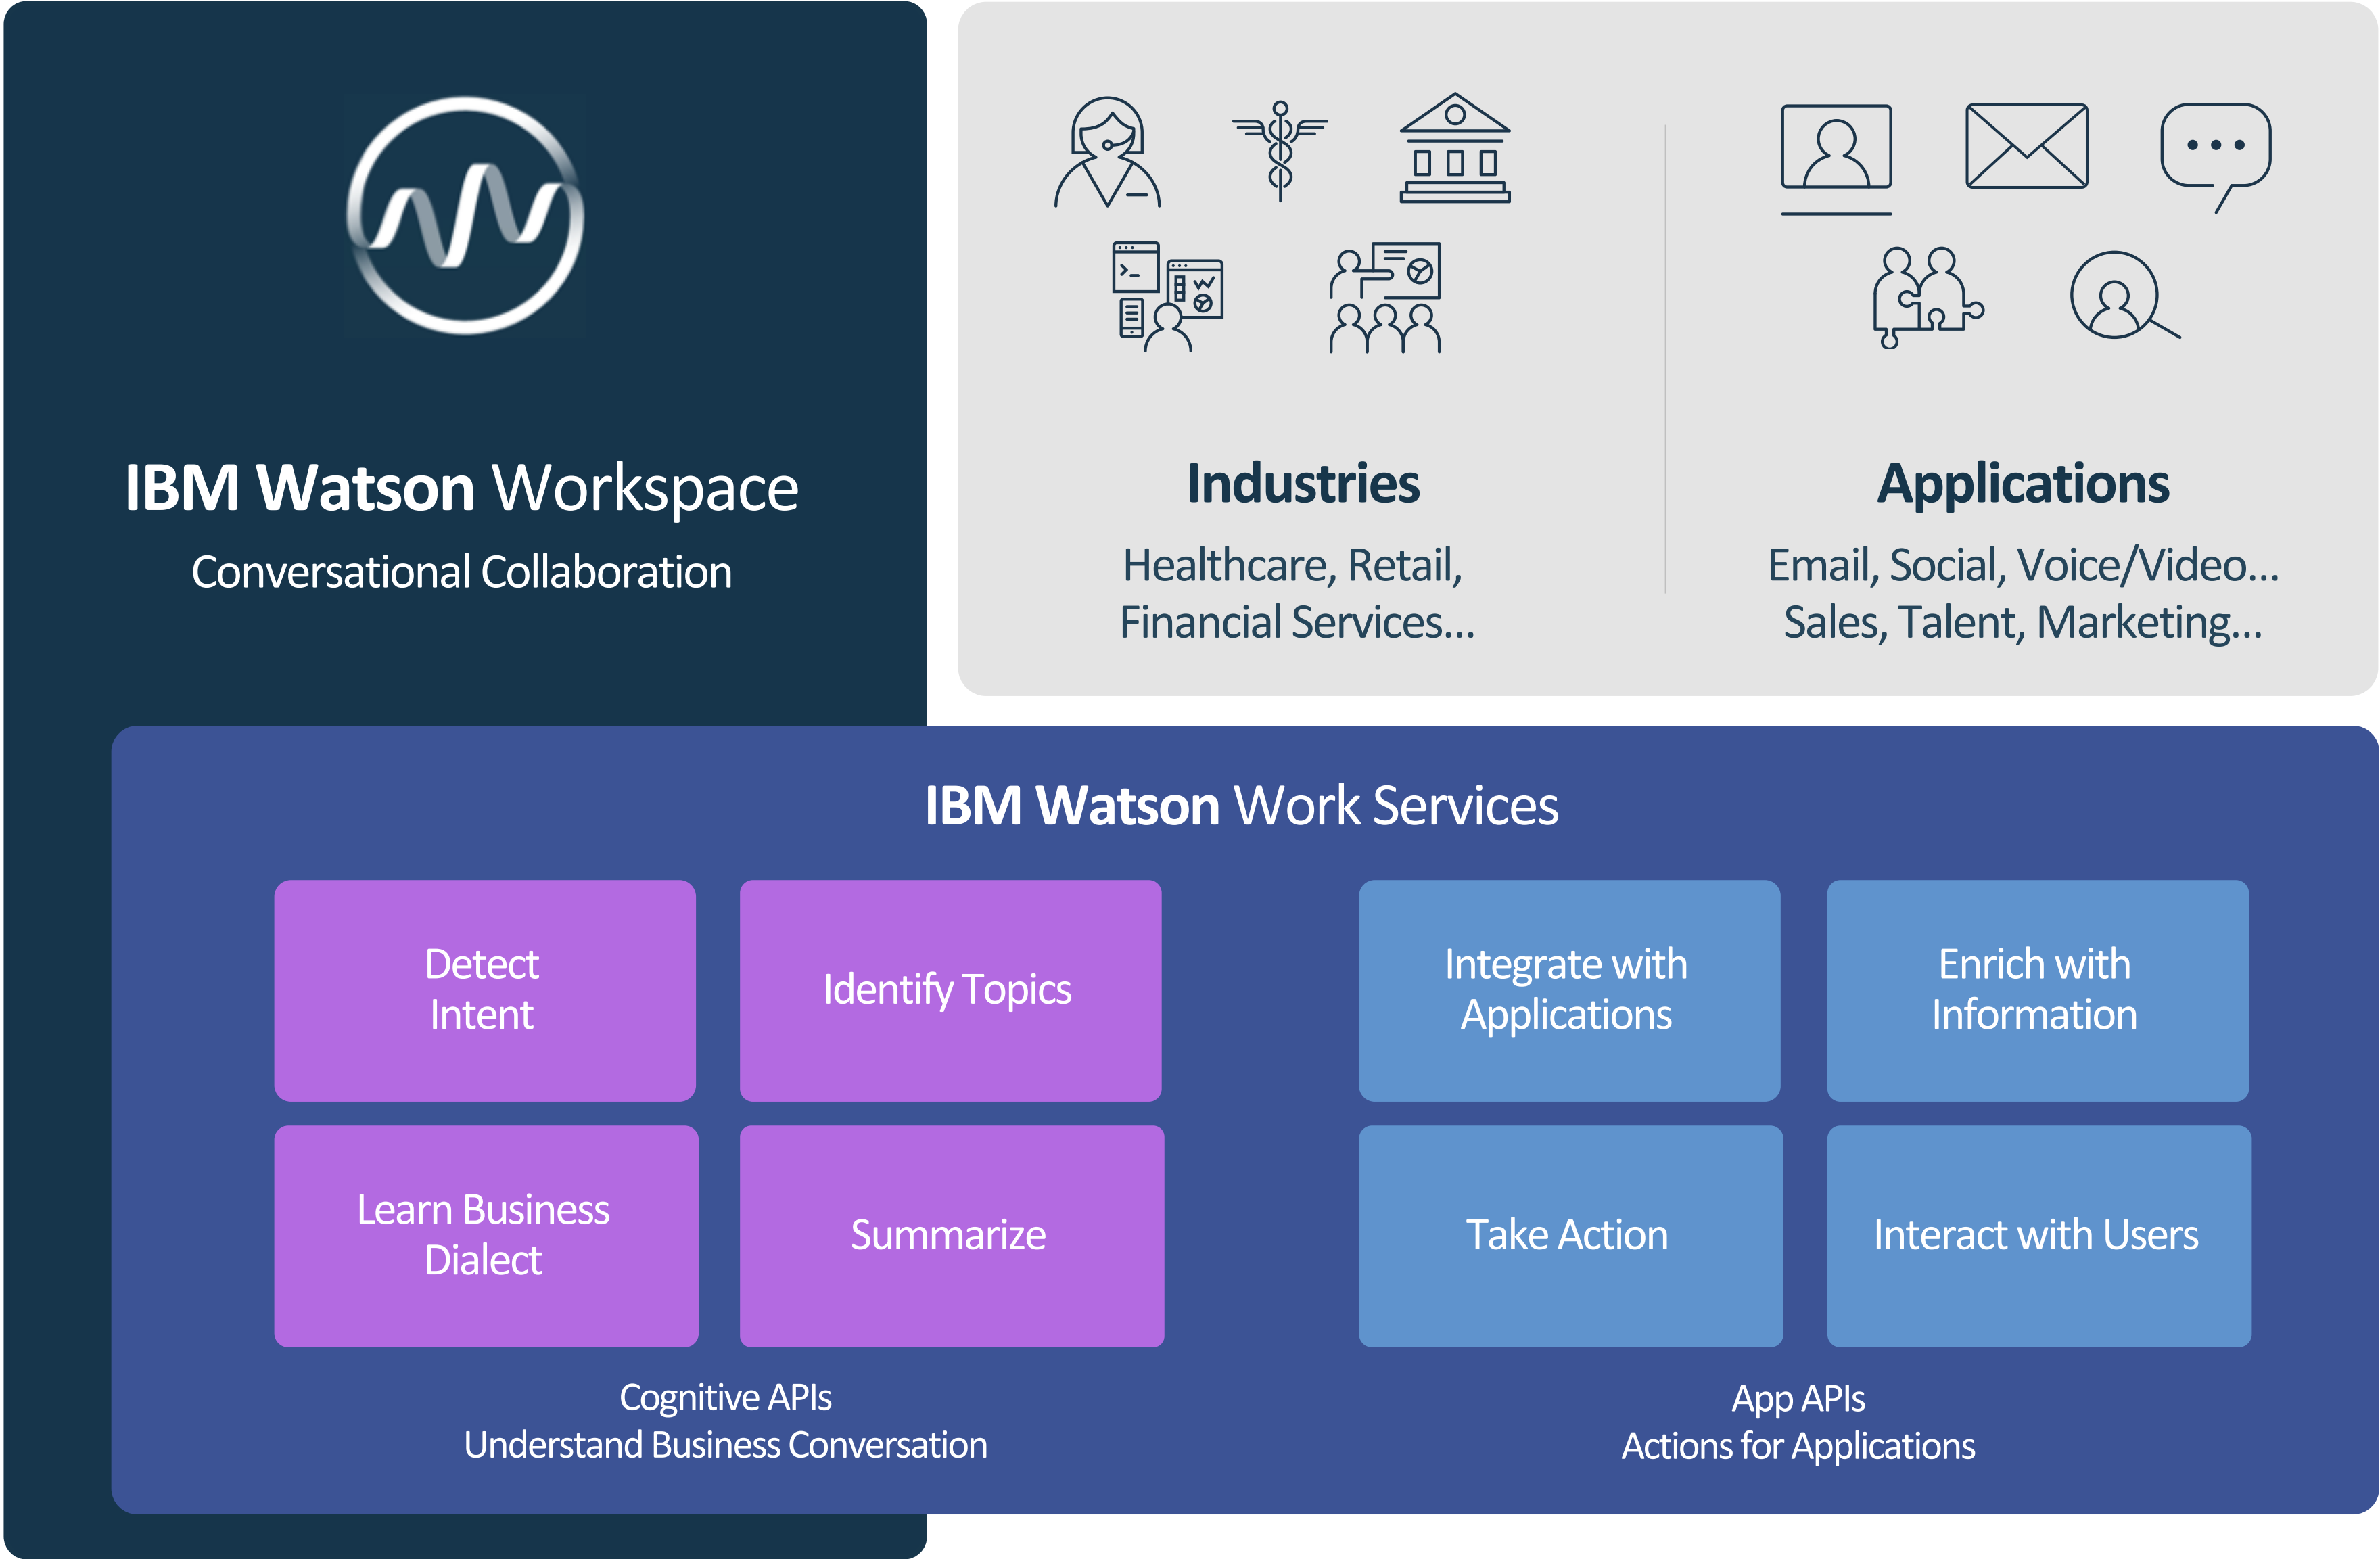 IBM Watson Workspace
Conversational Collaboration
Industries
Healthcare, Retail,
Financial Services...
Applications
Email, Social, Voice/Video...
Sales, Talent, Marketing...
IBM Watson Work Services
Detect
Intent
Identify Topics
Learn Business
Dialect
Summarize
Cognitive APIs
Understand Business Conversation
Integrate with
Applications
Enrich with
Information
Take Action
Interact with Users
App APIs
Actions for Applications